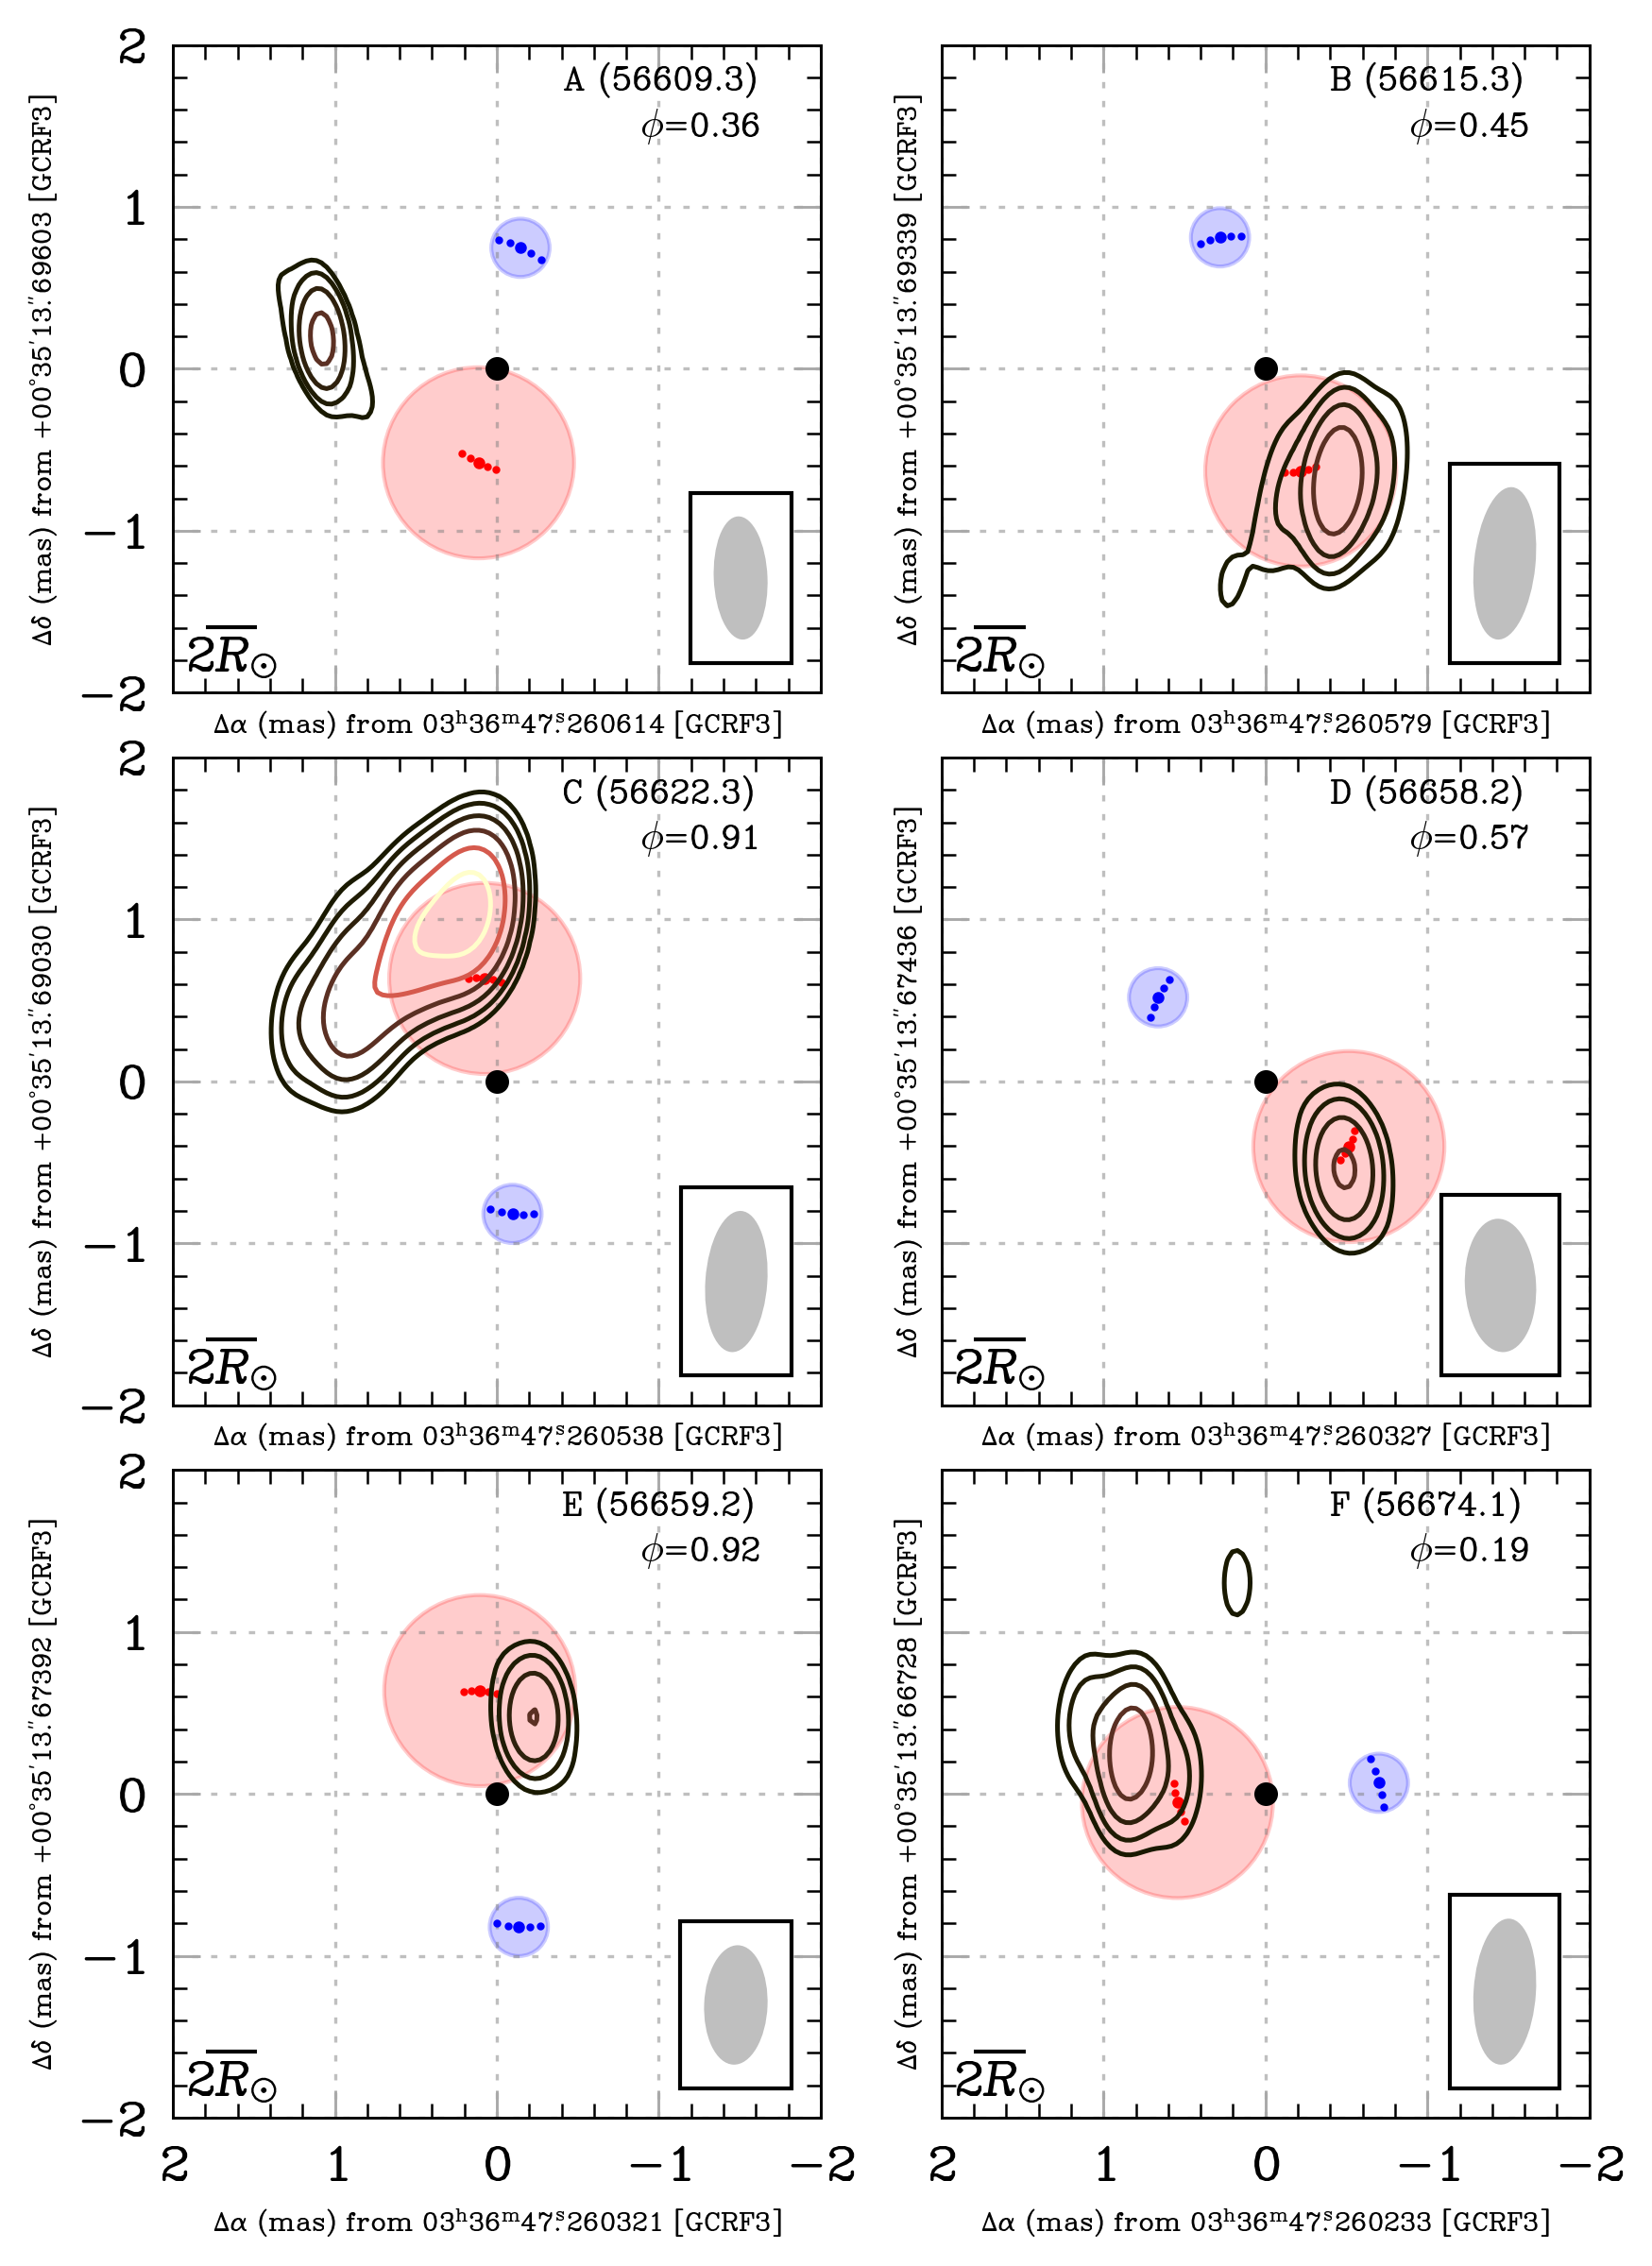 A (56609.3)
ϕ=0.36
2
1
0
−1
−2
Δδ (mas) from +00°35′13.″69603 [GCRF3]
2R☉
Δα (mas) from 03ʰ36ᵐ47.ˢ260614 [GCRF3]
B (56615.3)
ϕ=0.45
Δδ (mas) from +00°35′13.″69339 [GCRF3]
2R☉
Δα (mas) from 03ʰ36ᵐ47.ˢ260579 [GCRF3]
C (56622.3)
ϕ=0.91
2
1
0
−1
−2
Δδ (mas) from +00°35′13.″69030 [GCRF3]
2R☉
Δα (mas) from 03ʰ36ᵐ47.ˢ260538 [GCRF3]
D (56658.2)
ϕ=0.57
Δδ (mas) from +00°35′13.″67436 [GCRF3]
2R☉
Δα (mas) from 03ʰ36ᵐ47.ˢ260327 [GCRF3]
E (56659.2)
ϕ=0.92
2
1
0
−1
−2
Δδ (mas) from +00°35′13.″67392 [GCRF3]
2R☉
2 1 0 −1 −2
Δα (mas) from 03ʰ36ᵐ47.ˢ260321 [GCRF3]
F (56674.1)
ϕ=0.19
Δδ (mas) from +00°35′13.″66728 [GCRF3]
2R☉
2 1 0 −1 −2
Δα (mas) from 03ʰ36ᵐ47.ˢ260233 [GCRF3]